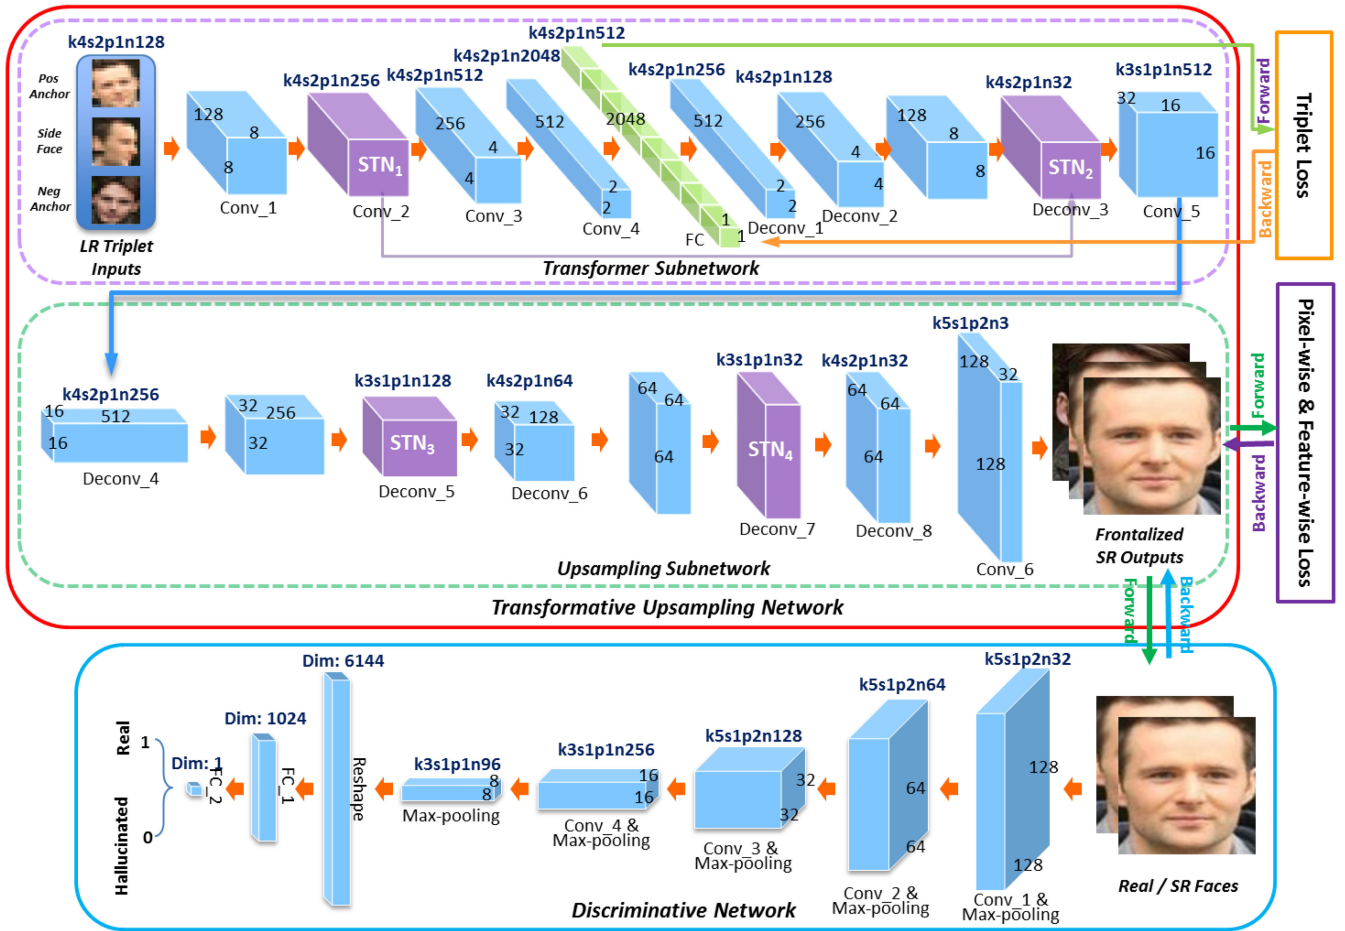 k4s2p1n128
Pos
Anchor
Side
Face
Neg
Anchor
LR Triplet
Inputs
128
8
8
Conv_1
k4s2p1n256
STN1
Conv_2
k4s2p1n512
256
4
4
Conv_3
k4s2p1n2048
512
2
2
Conv_4
k4s2p1n512
2048
1
1
FC
k4s2p1n256
512
2
2
Deconv_1
k4s2p1n128
256
4
4
Deconv_2
128
8
8
k4s2p1n32
STN2
Deconv_3
k3s1p1n512
32
16
16
Conv_5
Forward
Backward
Triplet Loss
Transformer Subnetwork
k4s2p1n256
16
512
16
Deconv_4
32
256
32
k3s1p1n128
STN3
Deconv_5
k4s2p1n64
32
128
32
Deconv_6
64
64
64
k3s1p1n32
STN4
Deconv_7
k4s2p1n32
64
64
64
Deconv_8
k5s1p2n3
128
32
128
Conv_6
Frontalized
SR Outputs
Forward
Backward
Pixel-wise & Feature-wise Loss
Upsampling Subnetwork
Transformative Upsampling Network
Forward
Backward
Real
1
Hallucinated
0
Dim: 1
FC_2
Dim: 1024
FC_1
Dim: 6144
Reshape
k3s1p1n96
8
8
Max-pooling
k3s1p1n256
16
16
Conv_4 &
Max-pooling
k5s1p2n128
32
32
Conv_3 &
Max-pooling
k5s1p2n64
64
64
Conv_2 &
Max-pooling
k5s1p2n32
128
128
Conv_1 &
Max-pooling
Real / SR Faces
Discriminative Network